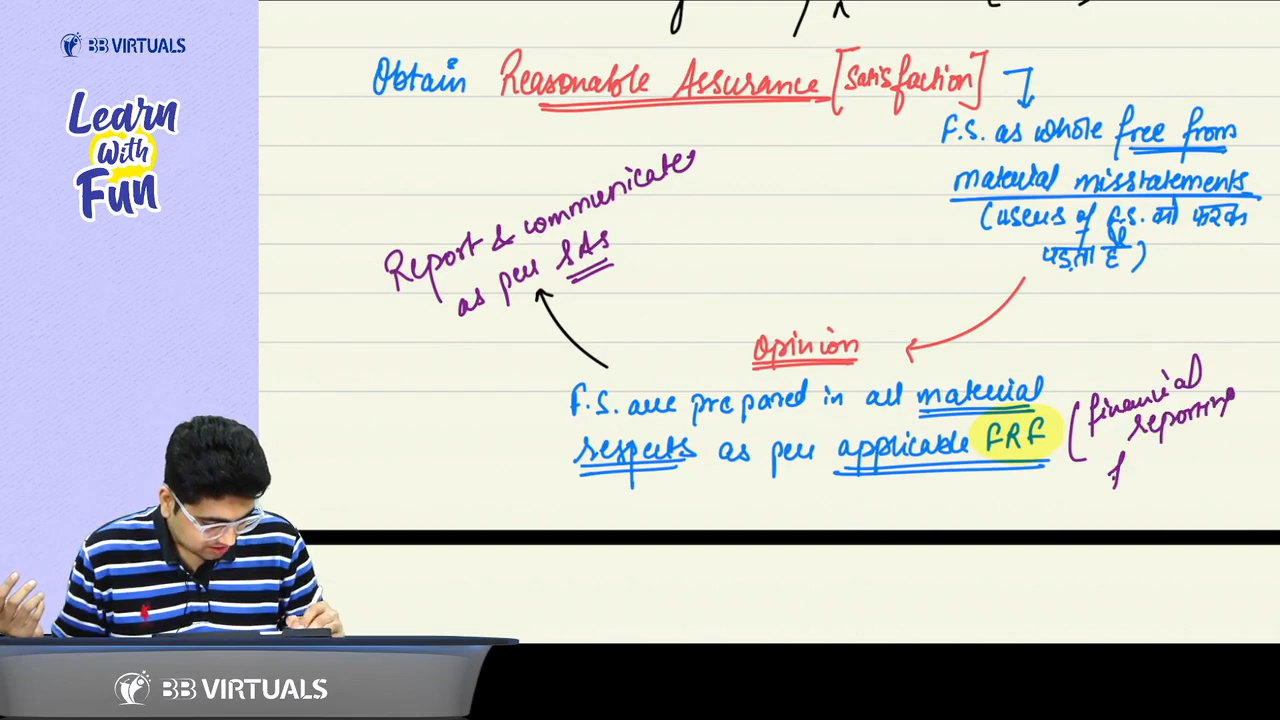 BB VIRTUALS
Learn
With
Fun
Obtain Reasonable Assurance [Satisfaction]
F.S. as whole free from
material misstatements
(users of F.S. को फरक
पड़ता है)
Report & communicate
as per SAs
Opinion
F.S. are prepared in all material
respects as per applicable FRF
(financial
reporting
f
BB VIRTUALS